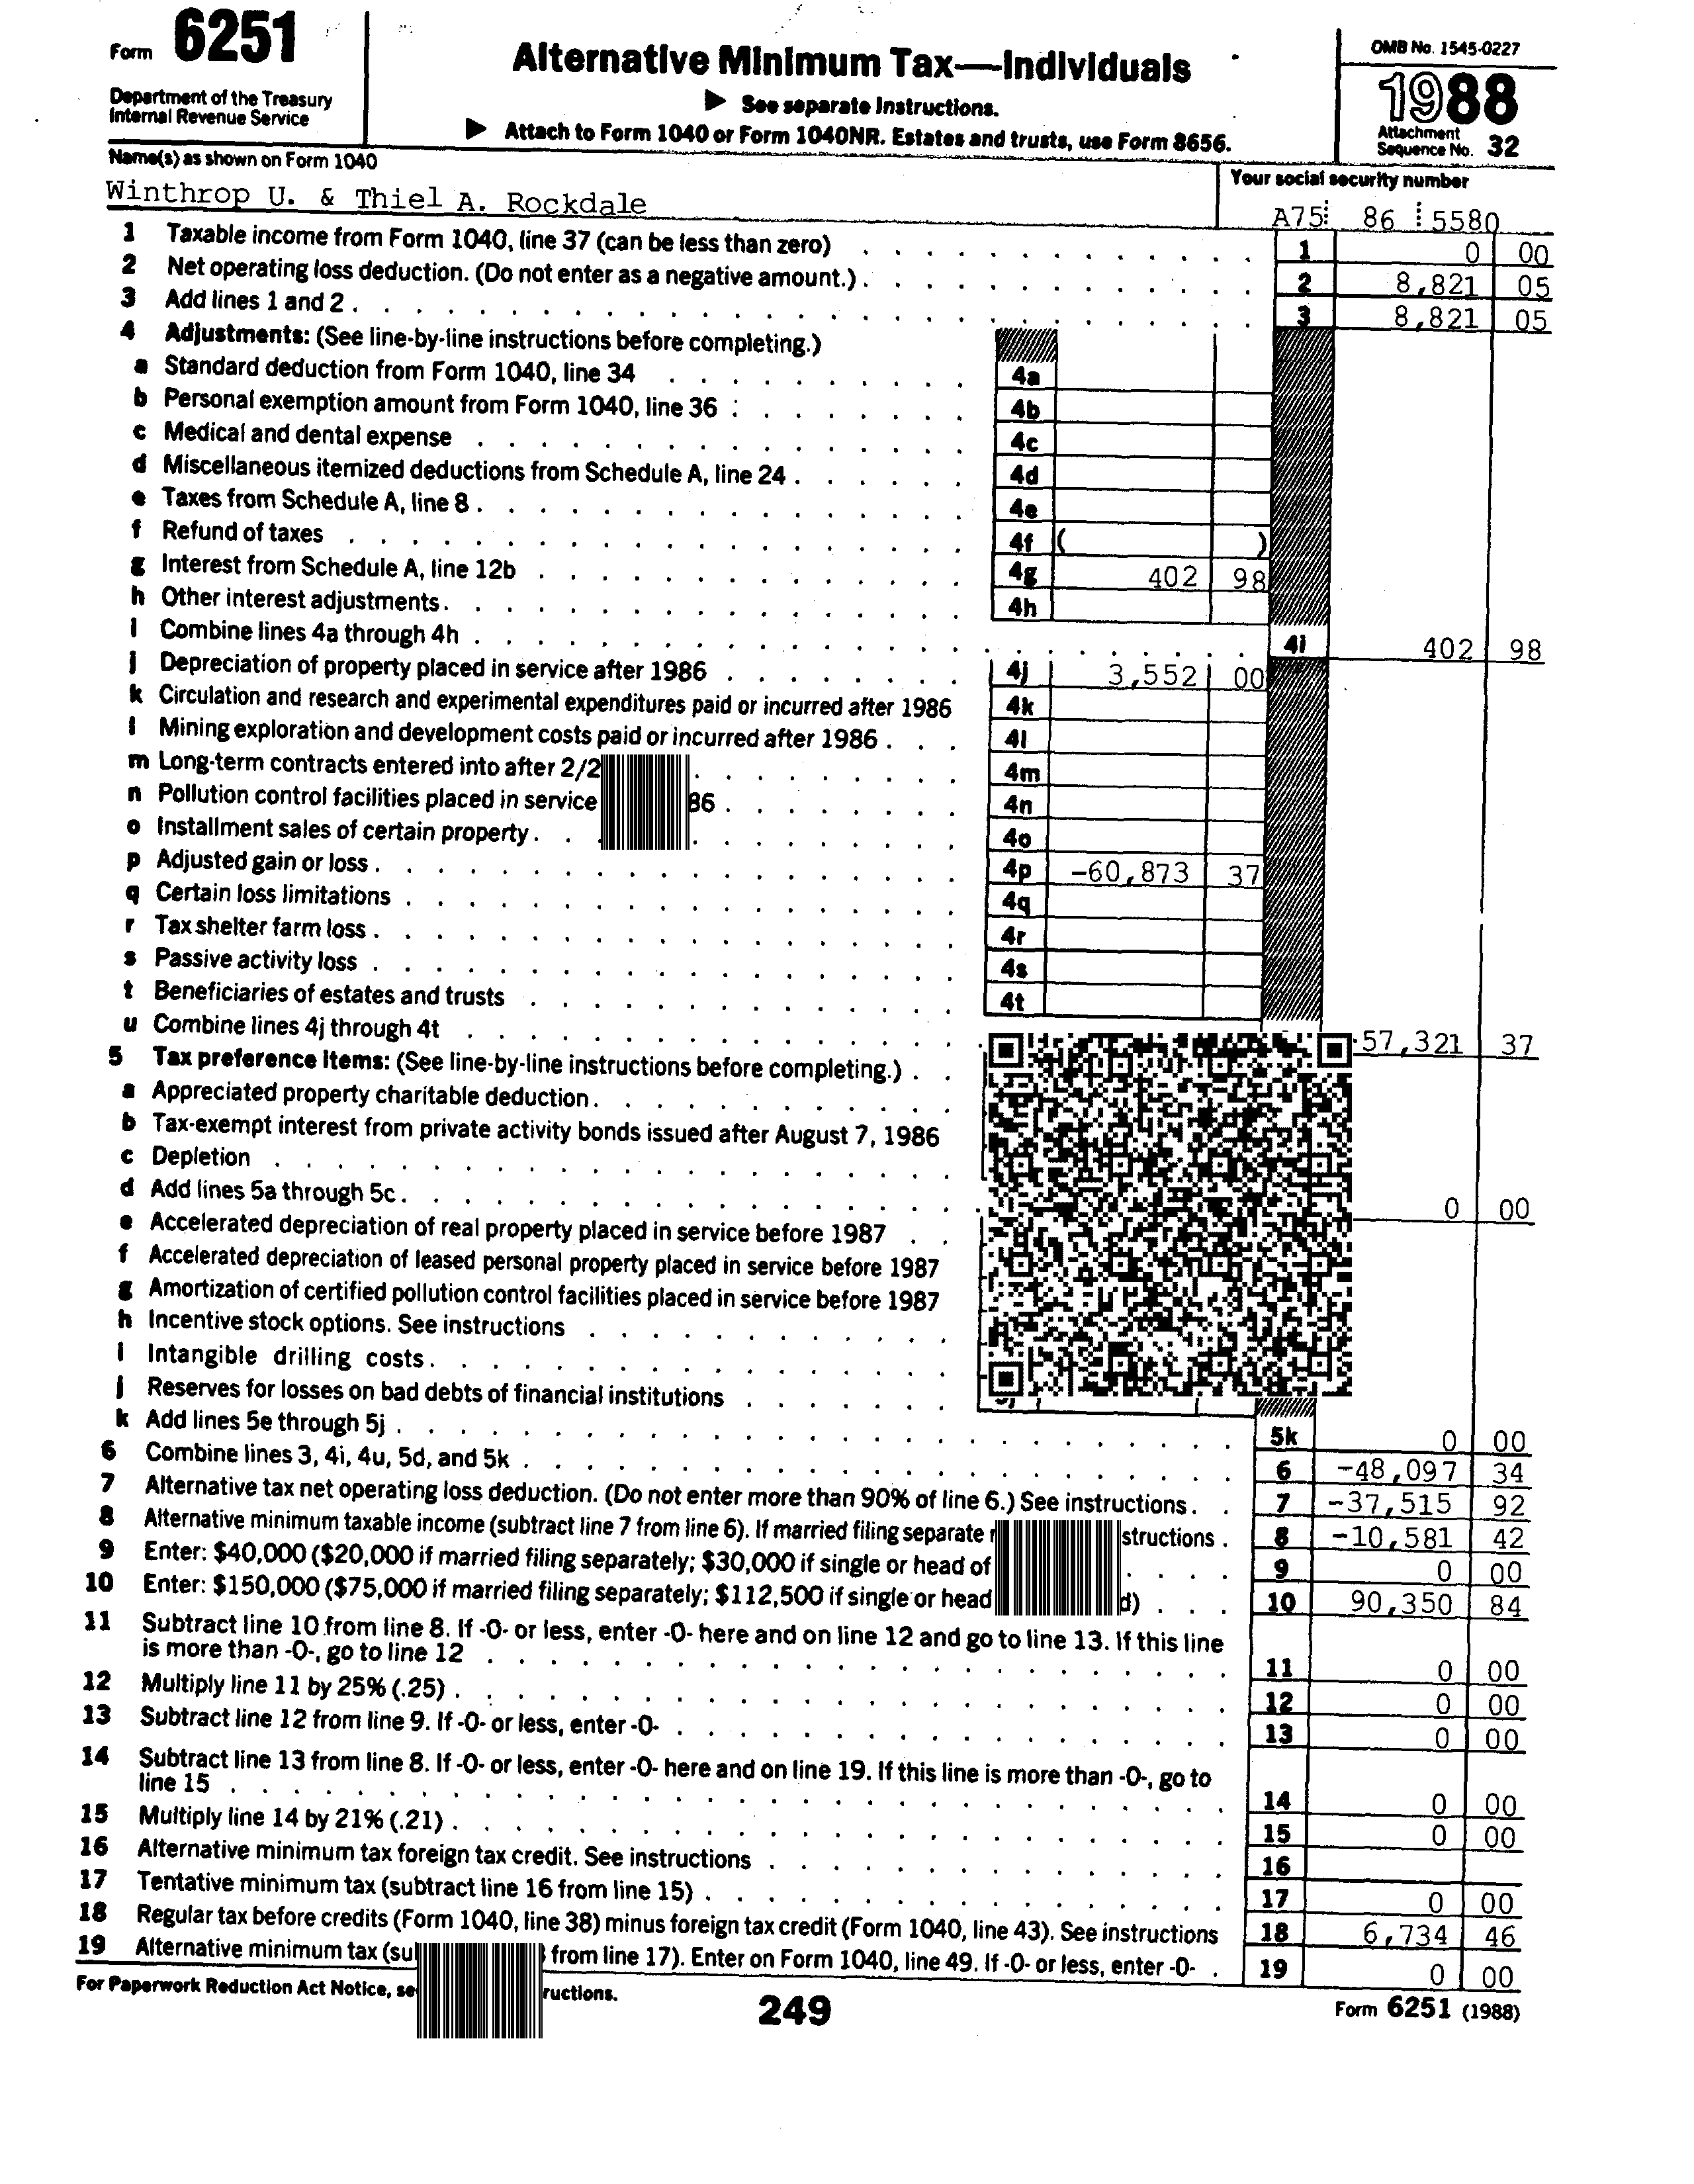 Form 6251
Department of the Treasury
Internal Revenue Service
Alternative Minimum Tax—Individuals
▶ See separate Instructions.
▶ Attach to Form 1040 or Form 1040NR. Estates and trusts, use Form 8656.
OMB No. 1545-0227
1988
Attachment
Sequence No. 32
Name(s) as shown on Form 1040
Winthrop U. & Thiel A. Rockdale
Your social security number
A75 86 5580
1 Taxable income from Form 1040, line 37 (can be less than zero) 1 0 00
2 Net operating loss deduction. (Do not enter as a negative amount.) 2 8,821 05
3 Add lines 1 and 2 3 8,821 05
4 Adjustments: (See line-by-line instructions before completing.)
a Standard deduction from Form 1040, line 34 4a
b Personal exemption amount from Form 1040, line 36 4b
c Medical and dental expense 4c
d Miscellaneous itemized deductions from Schedule A, line 24 4d
e Taxes from Schedule A, line 8 4e
f Refund of taxes 4f ( )
g Interest from Schedule A, line 12b 4g 402 98
h Other interest adjustments 4h
i Combine lines 4a through 4h 4i 402 98
j Depreciation of property placed in service after 1986 4j 3,552 00
k Circulation and research and experimental expenditures paid or incurred after 1986 4k
l Mining exploration and development costs paid or incurred after 1986 4l
m Long-term contracts entered into after 2/2 4m
n Pollution control facilities placed in service 86 4n
o Installment sales of certain property 4o
p Adjusted gain or loss 4p -60,873 37
q Certain loss limitations 4q
r Tax shelter farm loss 4r
s Passive activity loss 4s
t Beneficiaries of estates and trusts 4t
u Combine lines 4j through 4t 57,321 37
5 Tax preference items: (See line-by-line instructions before completing.)
a Appreciated property charitable deduction
b Tax-exempt interest from private activity bonds issued after August 7, 1986
c Depletion
d Add lines 5a through 5c 0 00
e Accelerated depreciation of real property placed in service before 1987
f Accelerated depreciation of leased personal property placed in service before 1987
g Amortization of certified pollution control facilities placed in service before 1987
h Incentive stock options. See instructions
i Intangible drilling costs
j Reserves for losses on bad debts of financial institutions
k Add lines 5e through 5j 5k 0 00
6 Combine lines 3, 4i, 4u, 5d, and 5k 6 -48,097 34
7 Alternative tax net operating loss deduction. (Do not enter more than 90% of line 6.) See instructions 7 -37,515 92
8 Alternative minimum taxable income (subtract line 7 from line 6). If married filing separate structions 8 -10,581 42
9 Enter: $40,000 ($20,000 if married filing separately; $30,000 if single or head of 9 0 00
10 Enter: $150,000 ($75,000 if married filing separately; $112,500 if single or head d) 10 90,350 84
11 Subtract line 10 from line 8. If -0- or less, enter -0- here and on line 12 and go to line 13. If this line
is more than -0-, go to line 12 11 0 00
12 Multiply line 11 by 25% (.25) 12 0 00
13 Subtract line 12 from line 9. If -0- or less, enter -0- 13 0 00
14 Subtract line 13 from line 8. If -0- or less, enter -0- here and on line 19. If this line is more than -0-, go to
line 15 14 0 00
15 Multiply line 14 by 21% (.21) 15 0 00
16 Alternative minimum tax foreign tax credit. See instructions 16
17 Tentative minimum tax (subtract line 16 from line 15) 17 0 00
18 Regular tax before credits (Form 1040, line 38) minus foreign tax credit (Form 1040, line 43). See instructions 18 6,734 46
19 Alternative minimum tax (su from line 17). Enter on Form 1040, line 49. If -0- or less, enter -0- 19 0 00
For Paperwork Reduction Act Notice, se ructions.
249
Form 6251 (1988)